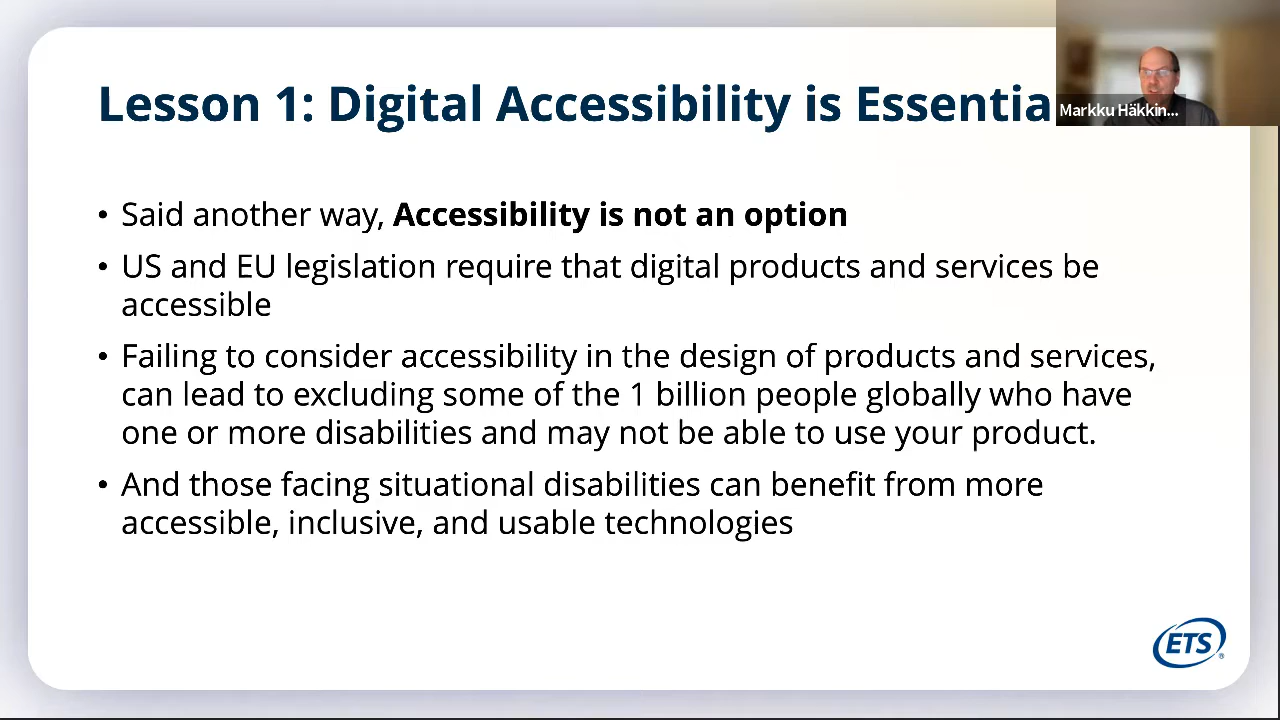 Lesson 1: Digital Accessibility is Essentia
Markku Häkkin...
• Said another way, Accessibility is not an option
• US and EU legislation require that digital products and services be
accessible
• Failing to consider accessibility in the design of products and services,
can lead to excluding some of the 1 billion people globally who have
one or more disabilities and may not be able to use your product.
• And those facing situational disabilities can benefit from more
accessible, inclusive, and usable technologies
ETS®